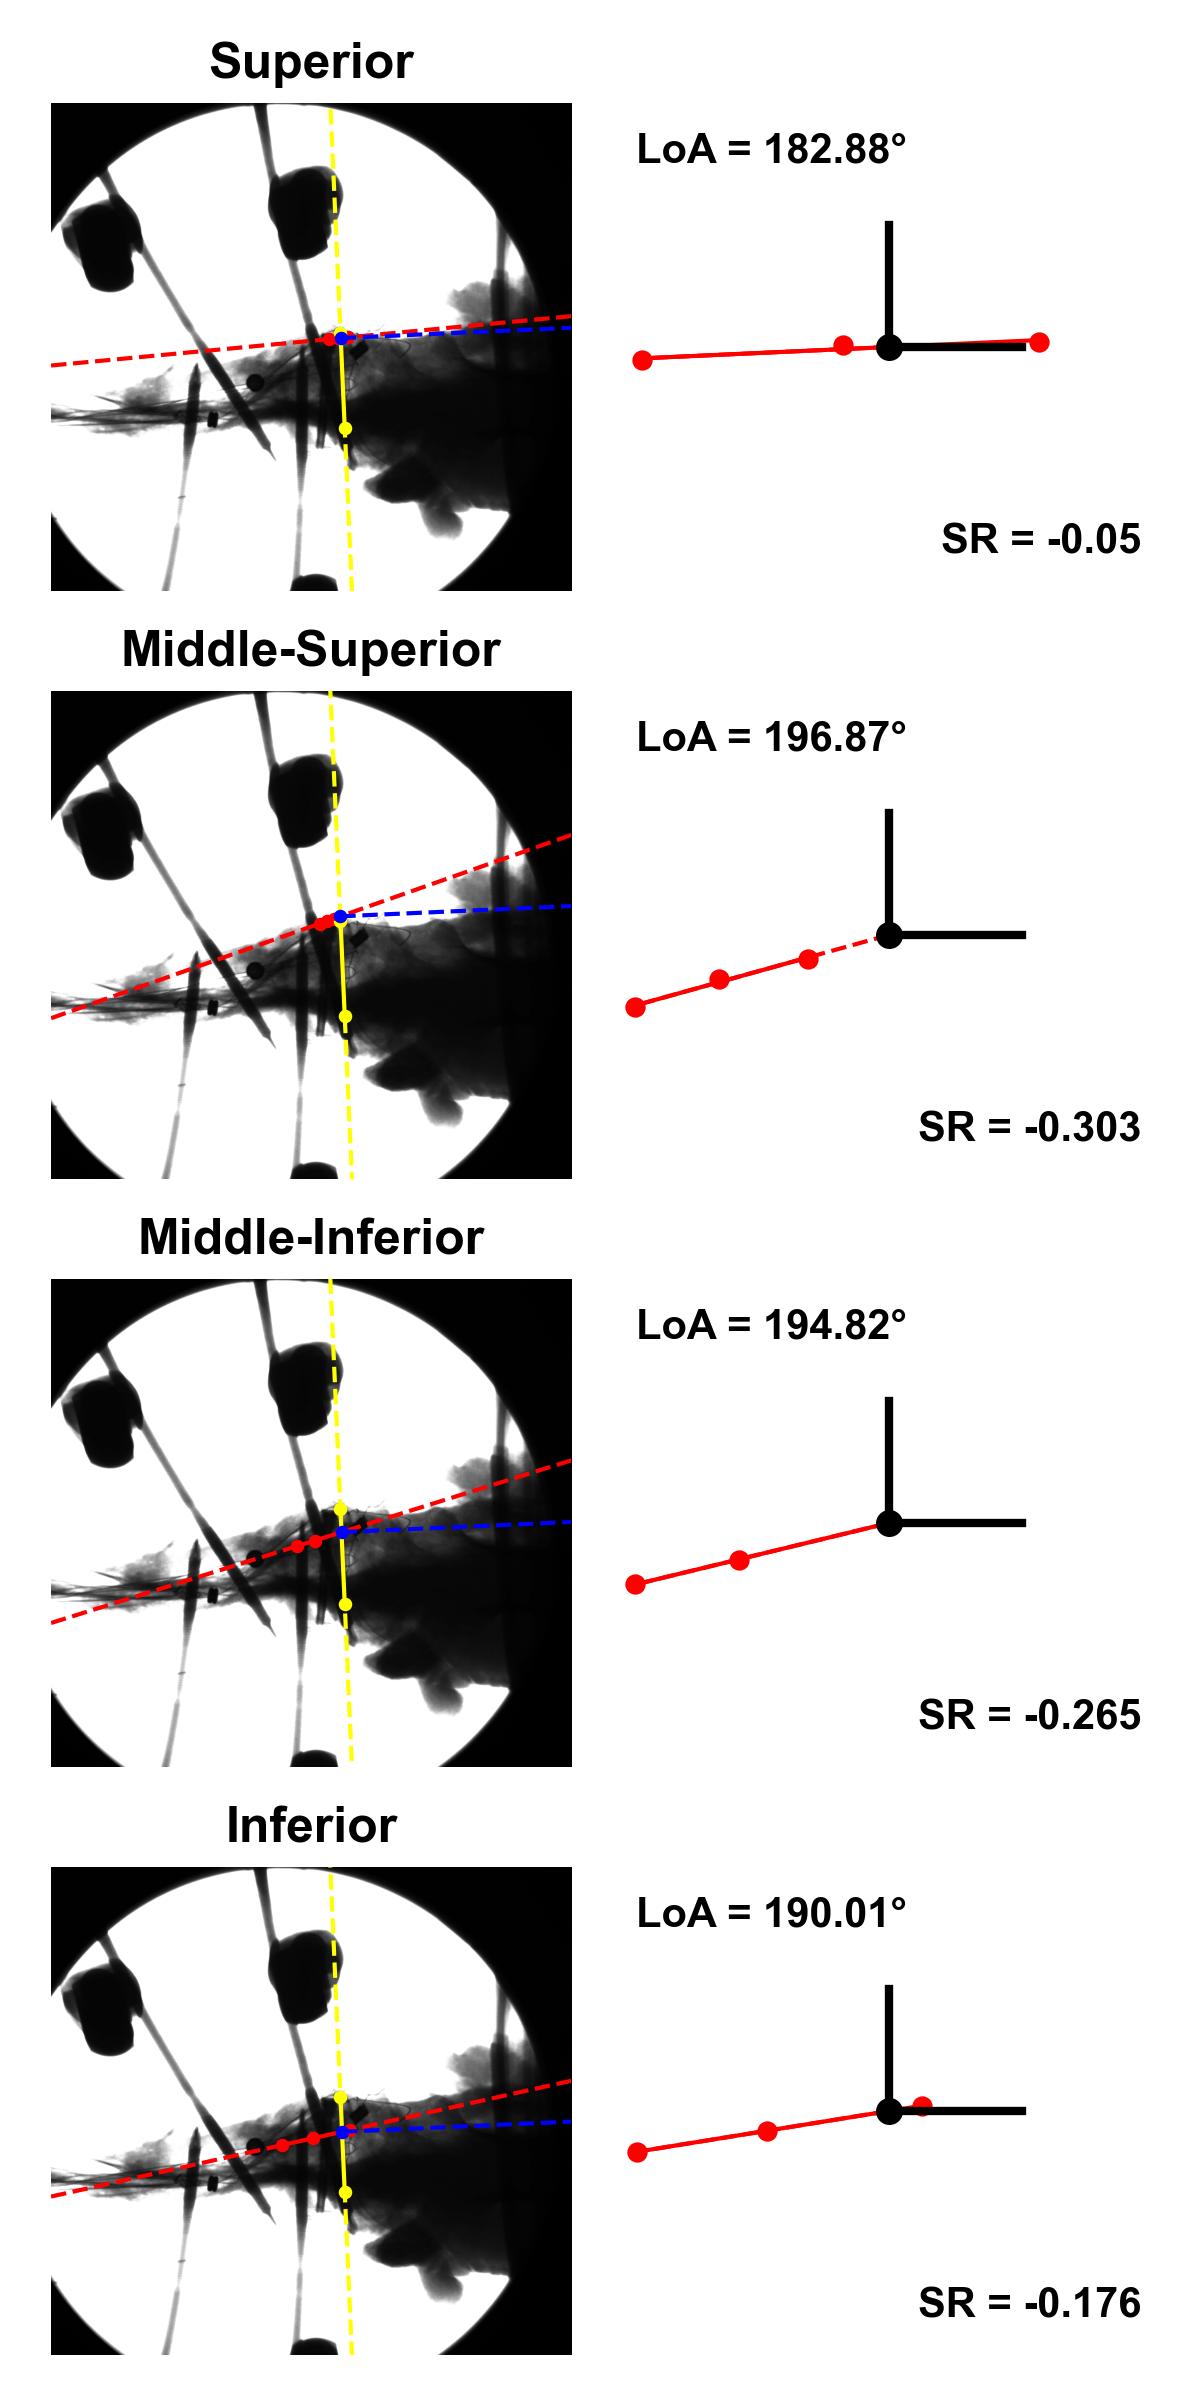 Superior
LoA = 182.88°
SR = -0.05
Middle-Superior
LoA = 196.87°
SR = -0.303
Middle-Inferior
LoA = 194.82°
SR = -0.265
Inferior
LoA = 190.01°
SR = -0.176